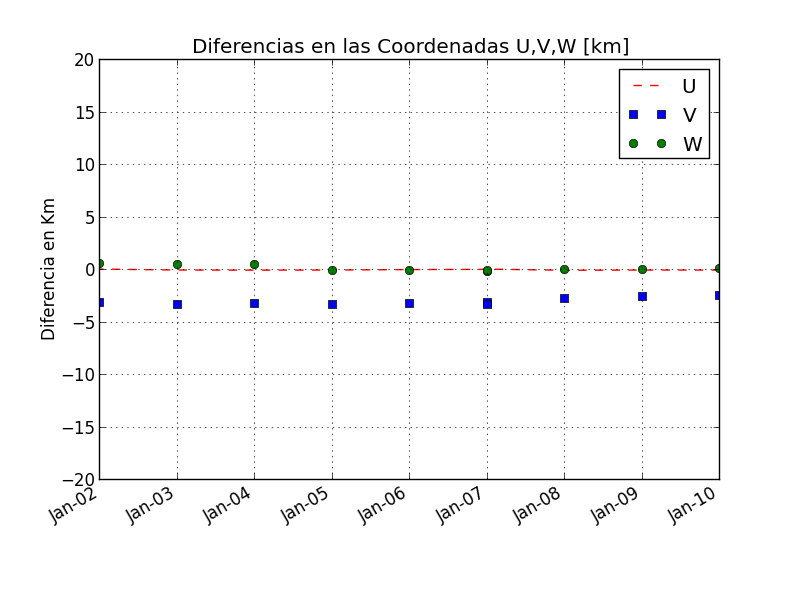 Diferencias en las Coordenadas U,V,W [km]
U
V
W
Diferencia en Km
20
15
10
5
0
−5
−10
−15
−20
Jan-02
Jan-03
Jan-04
Jan-05
Jan-06
Jan-07
Jan-08
Jan-09
Jan-10